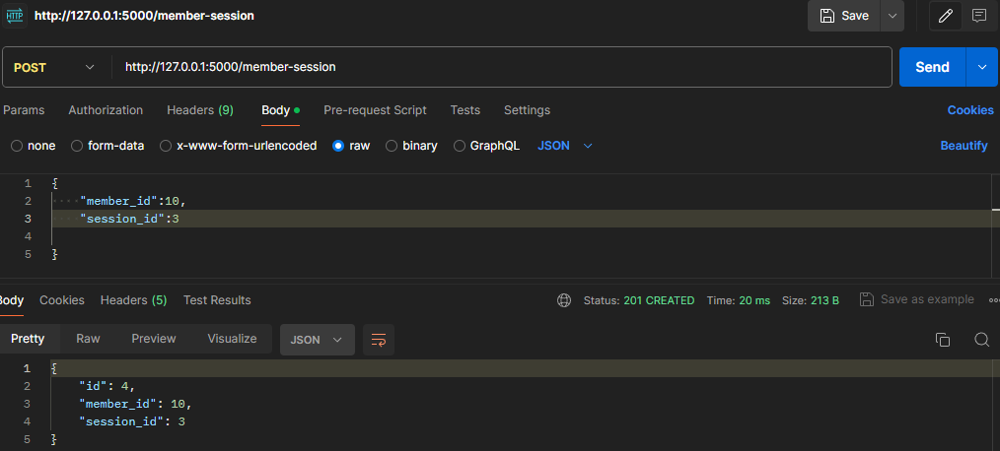 HTTP http://127.0.0.1:5000/member-session Save
POST http://127.0.0.1:5000/member-session Send
Params Authorization Headers (9) Body Pre-request Script Tests Settings Cookies
none form-data x-www-form-urlencoded raw binary GraphQL JSON Beautify
1 {
2 "member_id":10,
3 "session_id":3
4
5 }
Body Cookies Headers (5) Test Results Status: 201 CREATED Time: 20 ms Size: 213 B Save as example
Pretty Raw Preview Visualize JSON
1 {
2 "id": 4,
3 "member_id": 10,
4 "session_id": 3
5 }